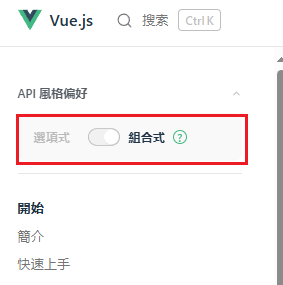 Vue.js 搜索 Ctrl K
API 風格偏好
選項式 組合式 ?
開始
簡介
快速上手